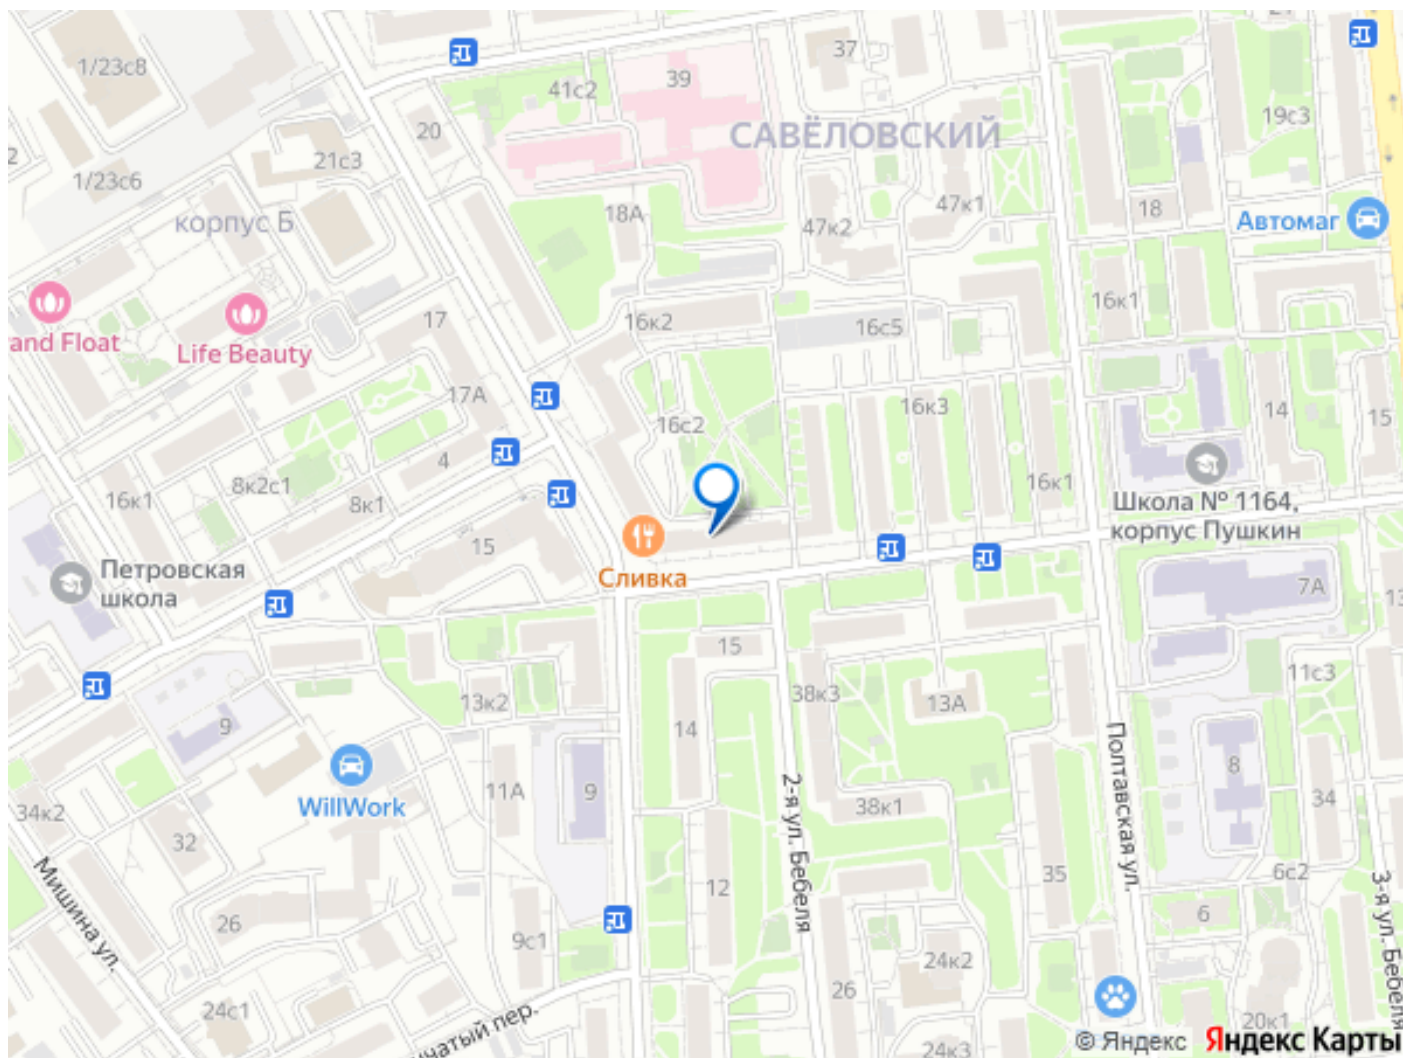 1/23с8
37
39
41с2
19с3
20
САВЁЛОВСКИЙ
21с3
1/23с6
корпус Б
18А
47к2
47к1
18
Автомаг
and Float
Life Beauty
17
16к2
16с5
16к1
17А
16с2
16к3
14
15
4
8к2с1
8к1
16к1
16к1
Школа № 1164,
корпус Пушкин
15
Петровская
школа
Сливка
7А
13
15
11с3
13к2
38к3
13А
9
14
Полтавская ул.
8
WillWork
11А
9
2-я ул. Бебеля
38к1
34
34к2
32
Мишина ул.
12
35
6с2
3-я ул. Бебеля
26
9с1
6
24к2
26
24с1
чатый пер.
24к3
20к1
© Яндекс
Яндекс Карты